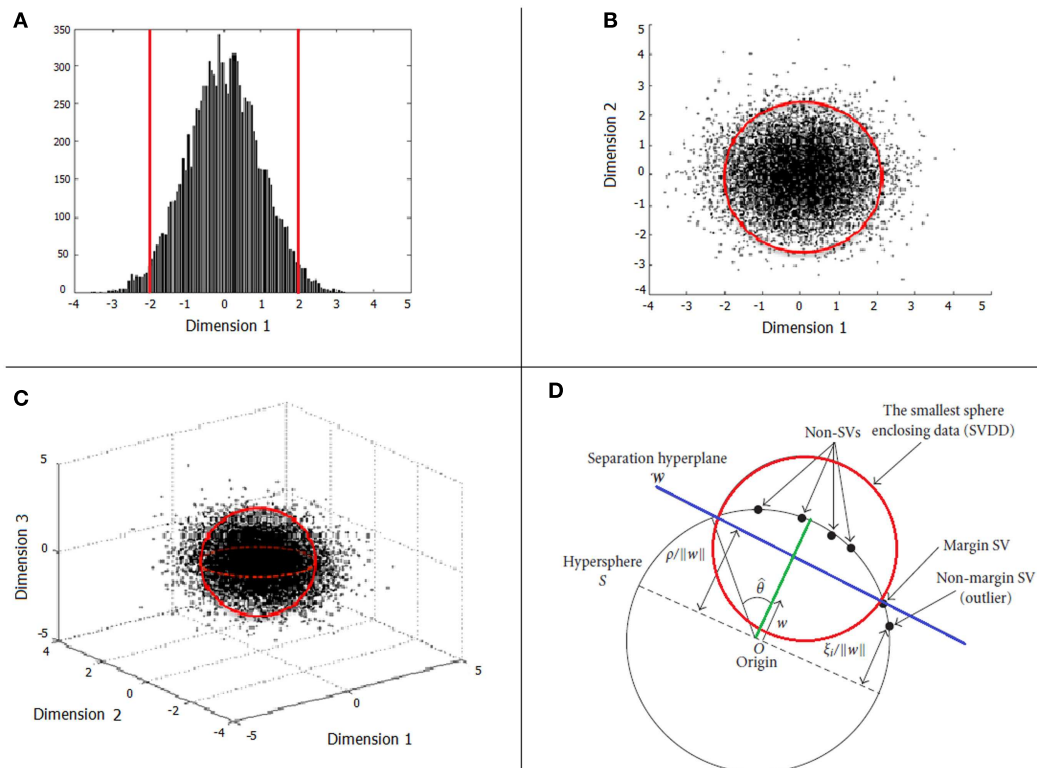 A
350
300
250
200
150
100
50
0
-4 -3 -2 -1 0 1 2 3 4 5
Dimension 1
B
5
4
3
2
1
0
-1
-2
-3
-4
Dimension 2
-4 -3 -2 -1 0 1 2 3 4 5
Dimension 1
C
5
0
-5
Dimension 3
4
2
0
-2
-4
Dimension 2
-5
0
5
Dimension 1
D
The smallest sphere
enclosing data (SVDD)
Non-SVs
Separation hyperplane
w
Hypersphere
S
ρ/||w||
θ̂
w
O
Origin
Margin SV
Non-margin SV
(outlier)
ξi/||w||